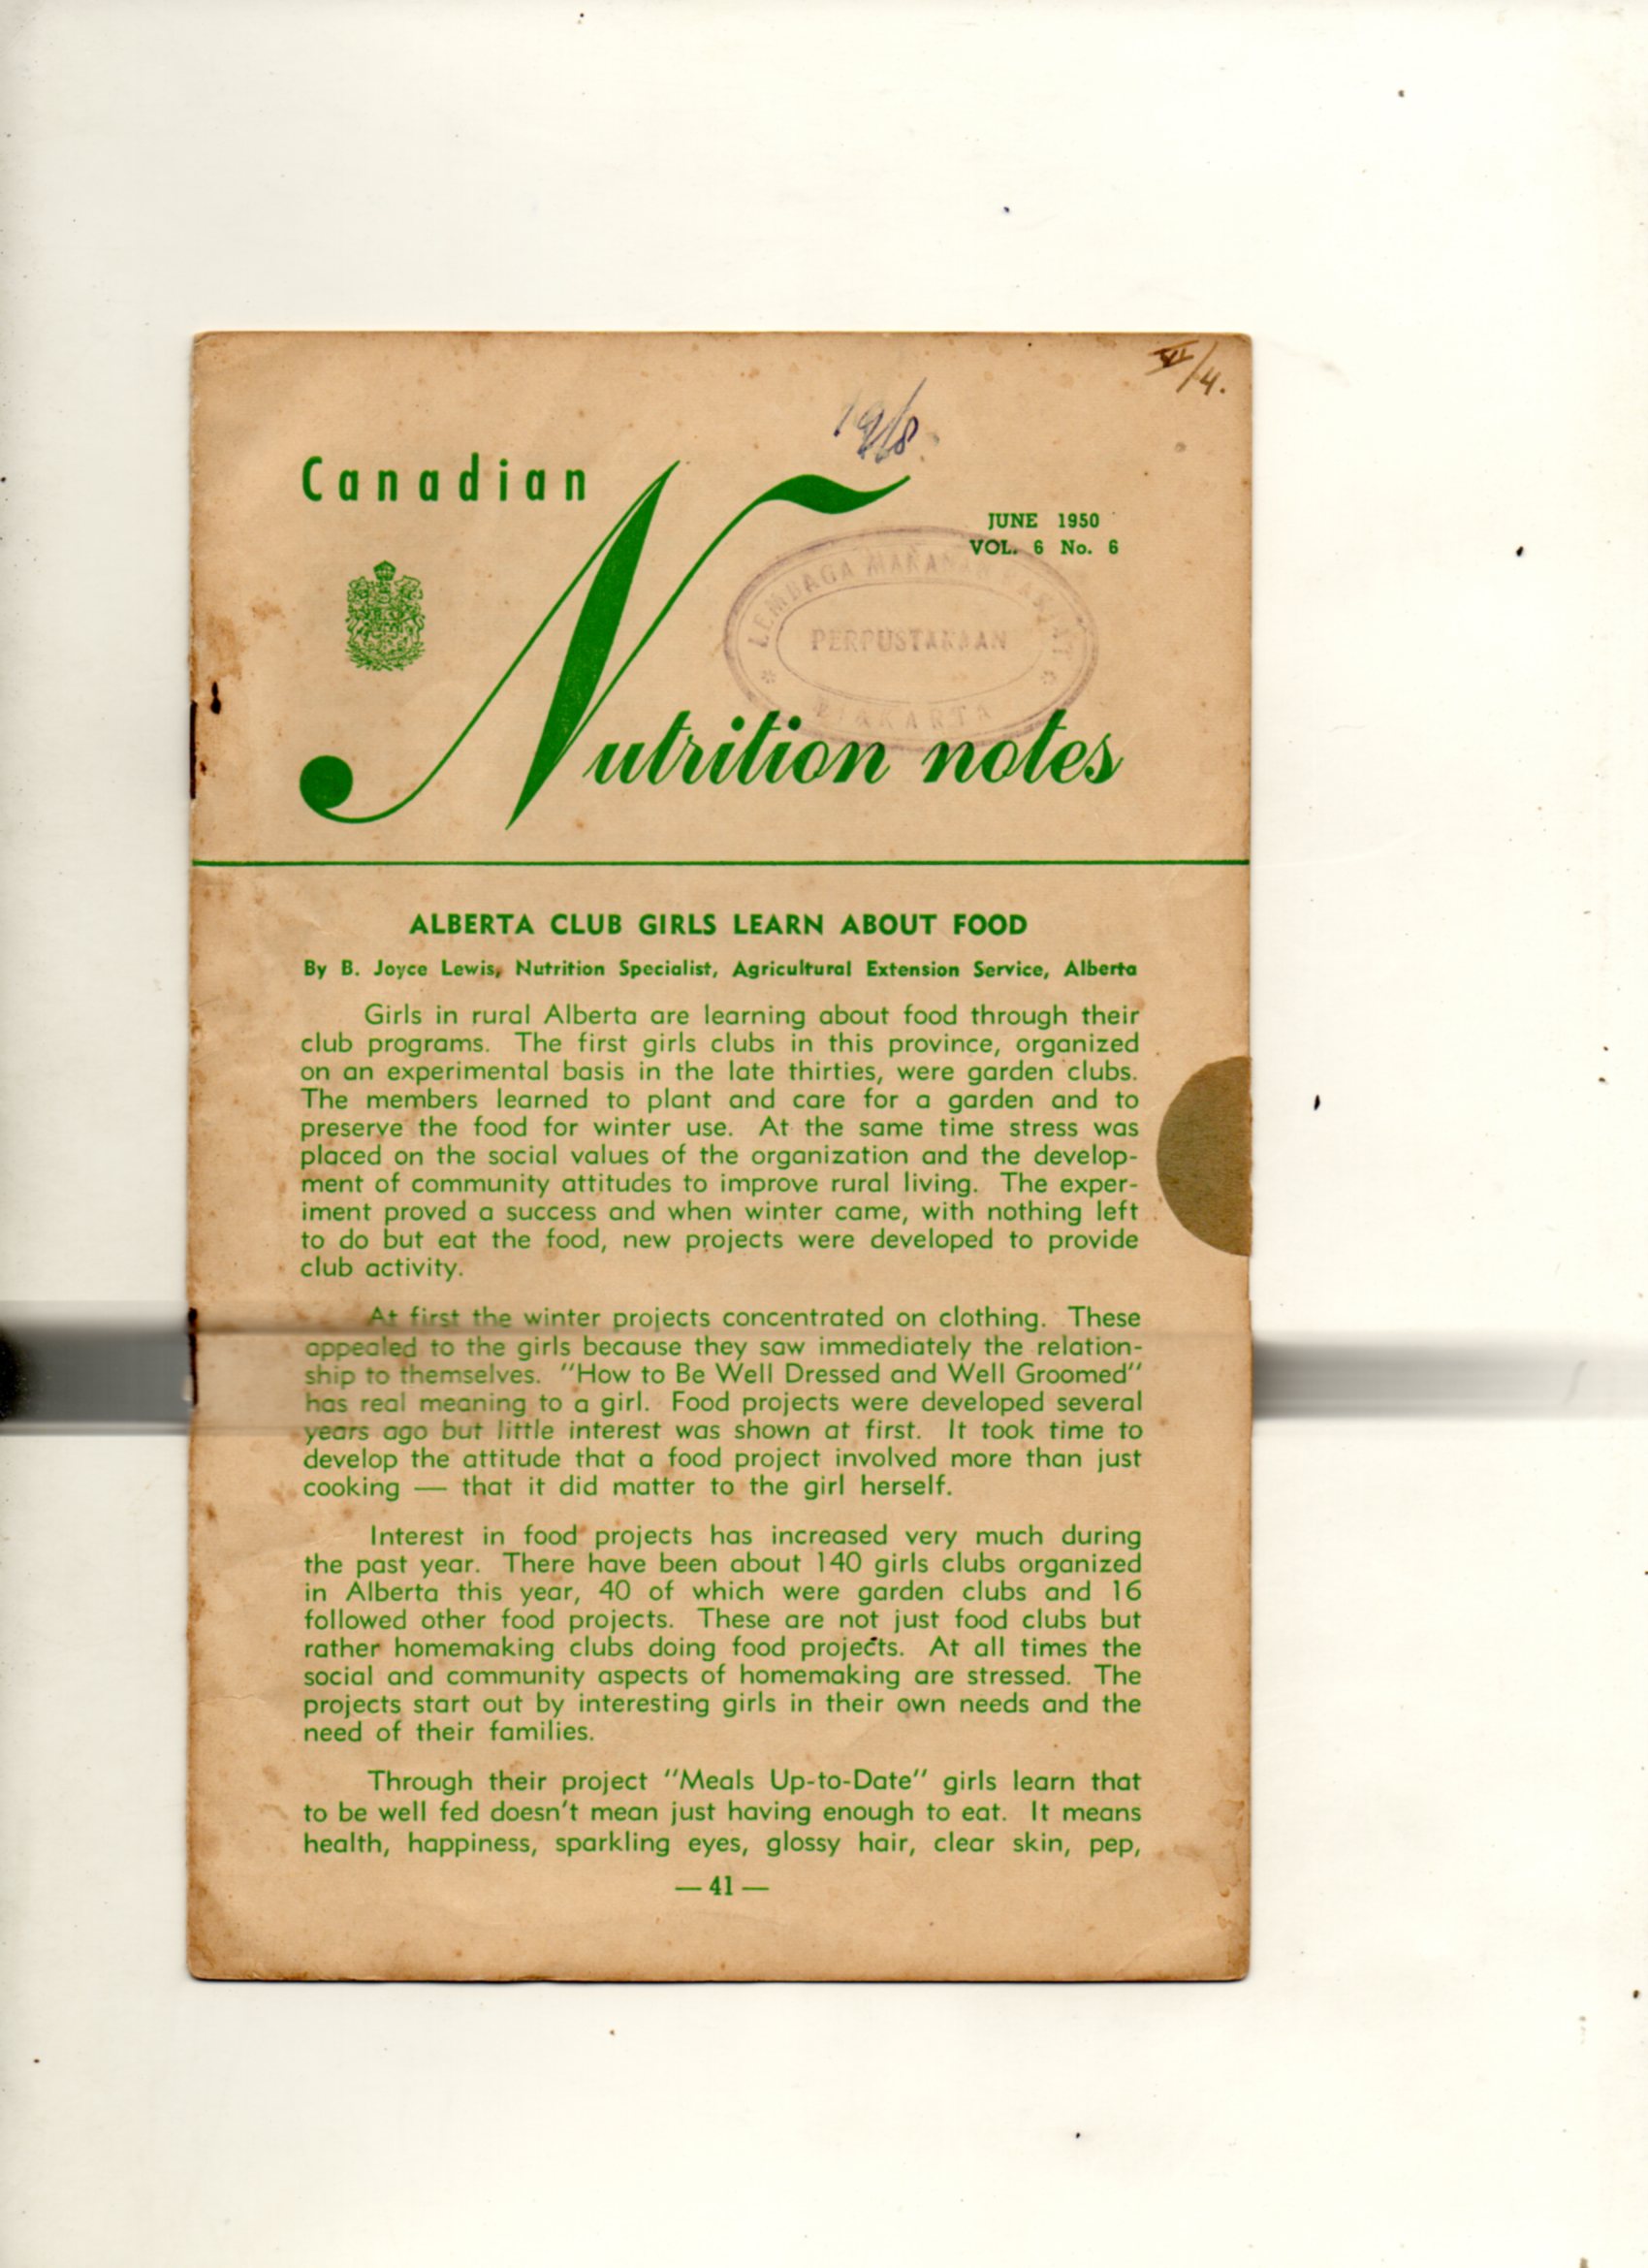 VI/4.
19/8.
Canadian
JUNE 1950
VOL. 6 No. 6
LEMBAGA MAKANAN
PERPUSTAKAAN
DJAKARTA
Nutrition notes
ALBERTA CLUB GIRLS LEARN ABOUT FOOD
By B. Joyce Lewis, Nutrition Specialist, Agricultural Extension Service, Alberta
Girls in rural Alberta are learning about food through their
club programs. The first girls clubs in this province, organized
on an experimental basis in the late thirties, were garden clubs.
The members learned to plant and care for a garden and to
preserve the food for winter use. At the same time stress was
placed on the social values of the organization and the develop-
ment of community attitudes to improve rural living. The exper-
iment proved a success and when winter came, with nothing left
to do but eat the food, new projects were developed to provide
club activity.
At first the winter projects concentrated on clothing. These
appealed to the girls because they saw immediately the relation-
ship to themselves. "How to Be Well Dressed and Well Groomed"
has real meaning to a girl. Food projects were developed several
years ago but little interest was shown at first. It took time to
develop the attitude that a food project involved more than just
cooking — that it did matter to the girl herself.
Interest in food projects has increased very much during
the past year. There have been about 140 girls clubs organized
in Alberta this year, 40 of which were garden clubs and 16
followed other food projects. These are not just food clubs but
rather homemaking clubs doing food projects. At all times the
social and community aspects of homemaking are stressed. The
projects start out by interesting girls in their own needs and the
need of their families.
Through their project "Meals Up-to-Date" girls learn that
to be well fed doesn't mean just having enough to eat. It means
health, happiness, sparkling eyes, glossy hair, clear skin, pep,
— 41 —